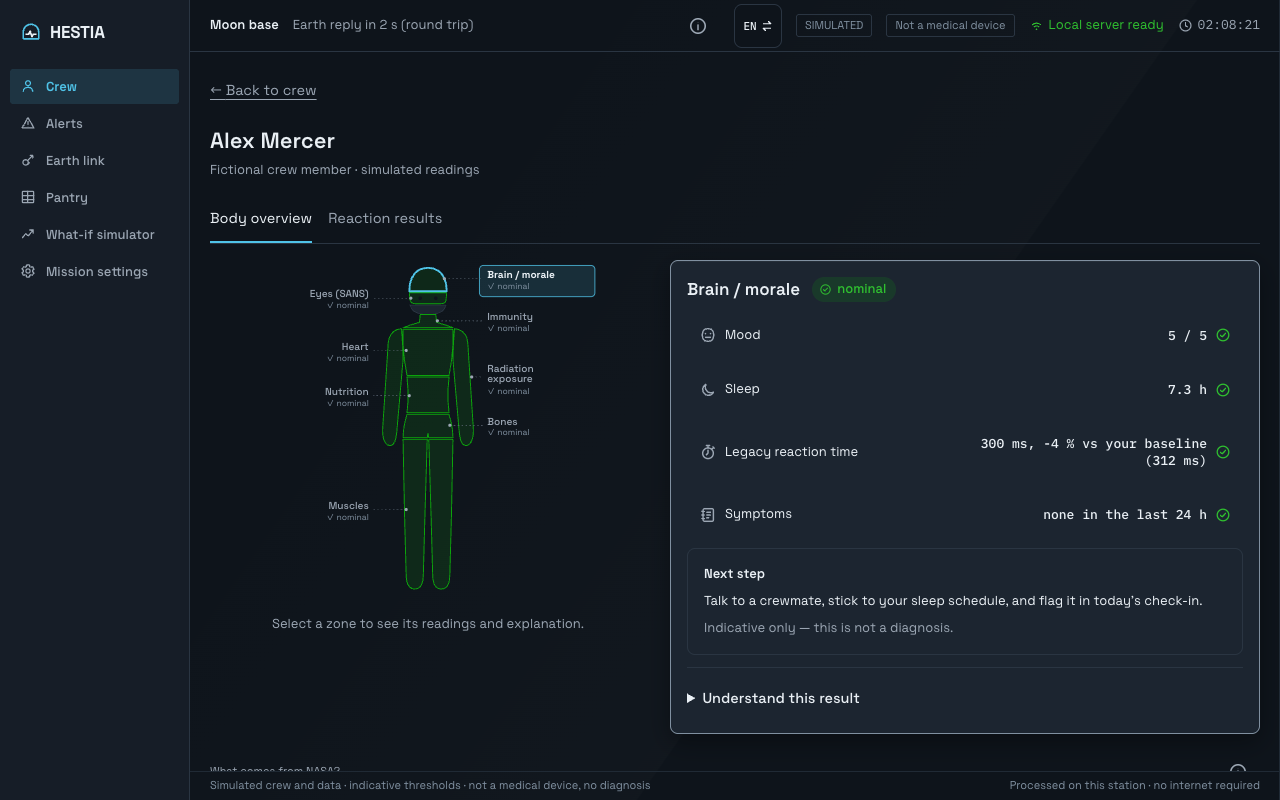 HESTIA
Crew
Alerts
Earth link
Pantry
What-if simulator
Mission settings
Moon base Earth reply in 2 s (round trip)
EN
SIMULATED
Not a medical device
Local server ready
02:08:21
← Back to crew
Alex Mercer
Fictional crew member · simulated readings
Body overview
Reaction results
Brain / morale
✓ nominal
Eyes (SANS)
✓ nominal
Immunity
✓ nominal
Heart
✓ nominal
Radiation
exposure
✓ nominal
Nutrition
✓ nominal
Bones
✓ nominal
Muscles
✓ nominal
Select a zone to see its readings and explanation.
Brain / morale nominal
Mood 5 / 5
Sleep 7.3 h
Legacy reaction time 300 ms, -4 % vs your baseline
(312 ms)
Symptoms none in the last 24 h
Next step
Talk to a crewmate, stick to your sleep schedule, and flag it in today's check-in.
Indicative only — this is not a diagnosis.
▶ Understand this result
What comes from NASA?
Simulated crew and data · indicative thresholds · not a medical device, no diagnosis
Processed on this station · no internet required